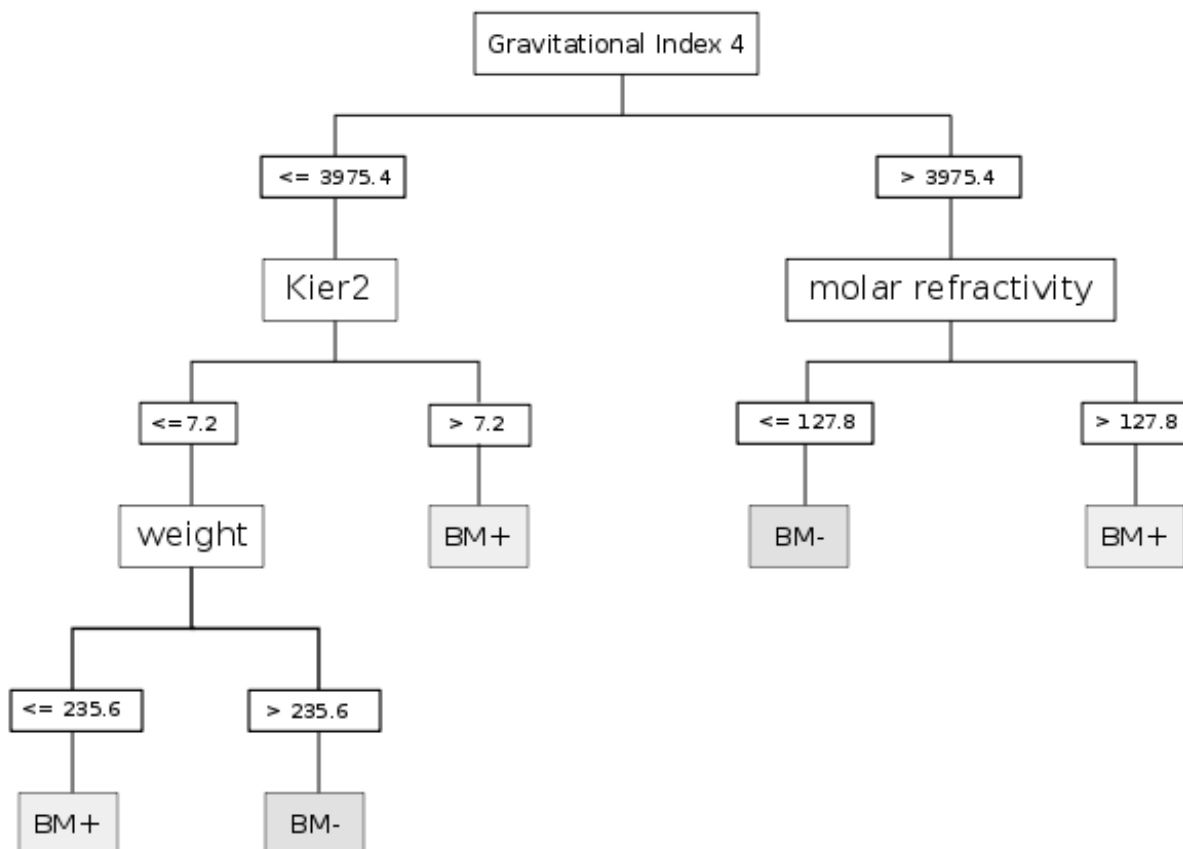 Gravitational Index 4
<= 3975.4
> 3975.4
Kier2
molar refractivity
<=7.2
> 7.2
<= 127.8
> 127.8
weight
BM+
BM-
BM+
<= 235.6
> 235.6
BM+
BM-